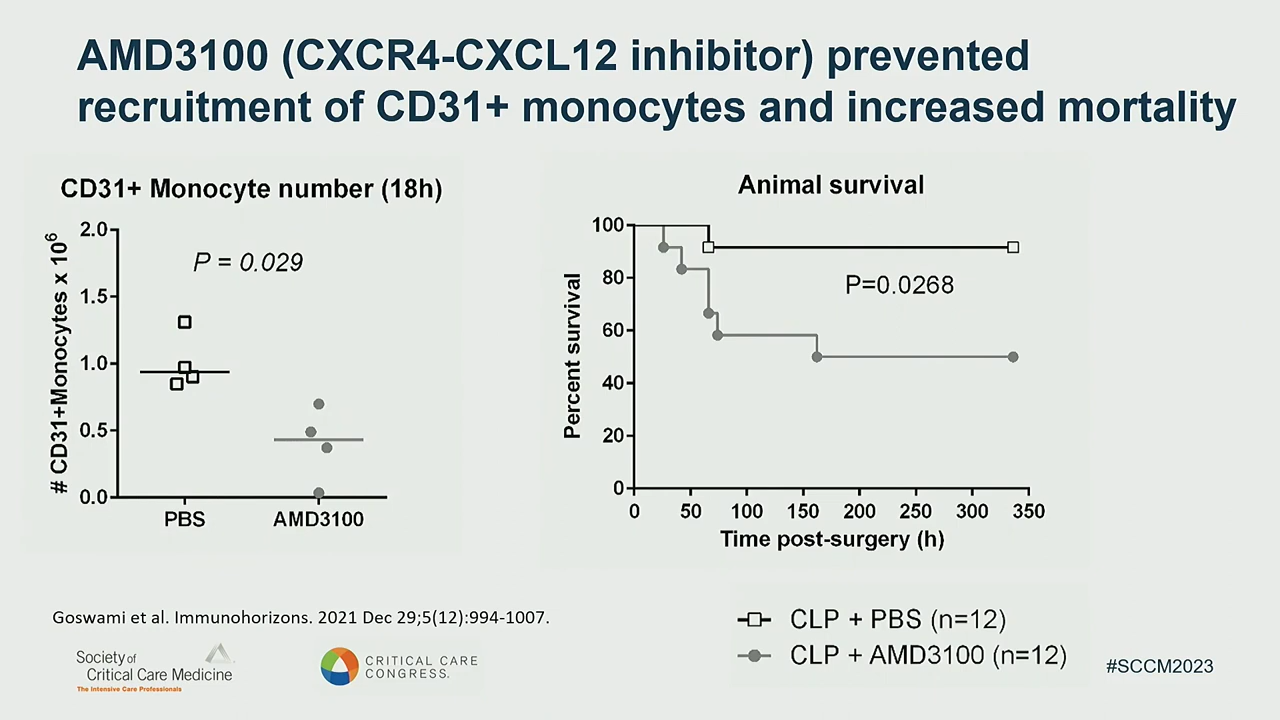 AMD3100 (CXCR4-CXCL12 inhibitor) prevented
recruitment of CD31+ monocytes and increased mortality
CD31+ Monocyte number (18h)
# CD31+Monocytes x 10⁶
2.0
1.5
1.0
0.5
0.0
P = 0.029
PBS
AMD3100
Animal survival
Percent survival
100
80
60
40
20
0
P=0.0268
0 50 100 150 200 250 300 350
Time post-surgery (h)
Goswami et al. Immunohorizons. 2021 Dec 29;5(12):994-1007.
CLP + PBS (n=12)
CLP + AMD3100 (n=12)
Society of
Critical Care Medicine
The Intensive Care Professionals
CRITICAL CARE
CONGRESS.
#SCCM2023